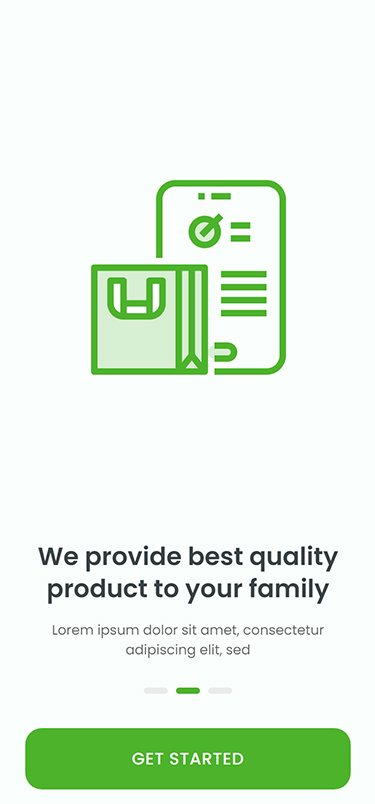 We provide best quality
product to your family
Lorem ipsum dolor sit amet, consectetur
adipiscing elit, sed
GET STARTED